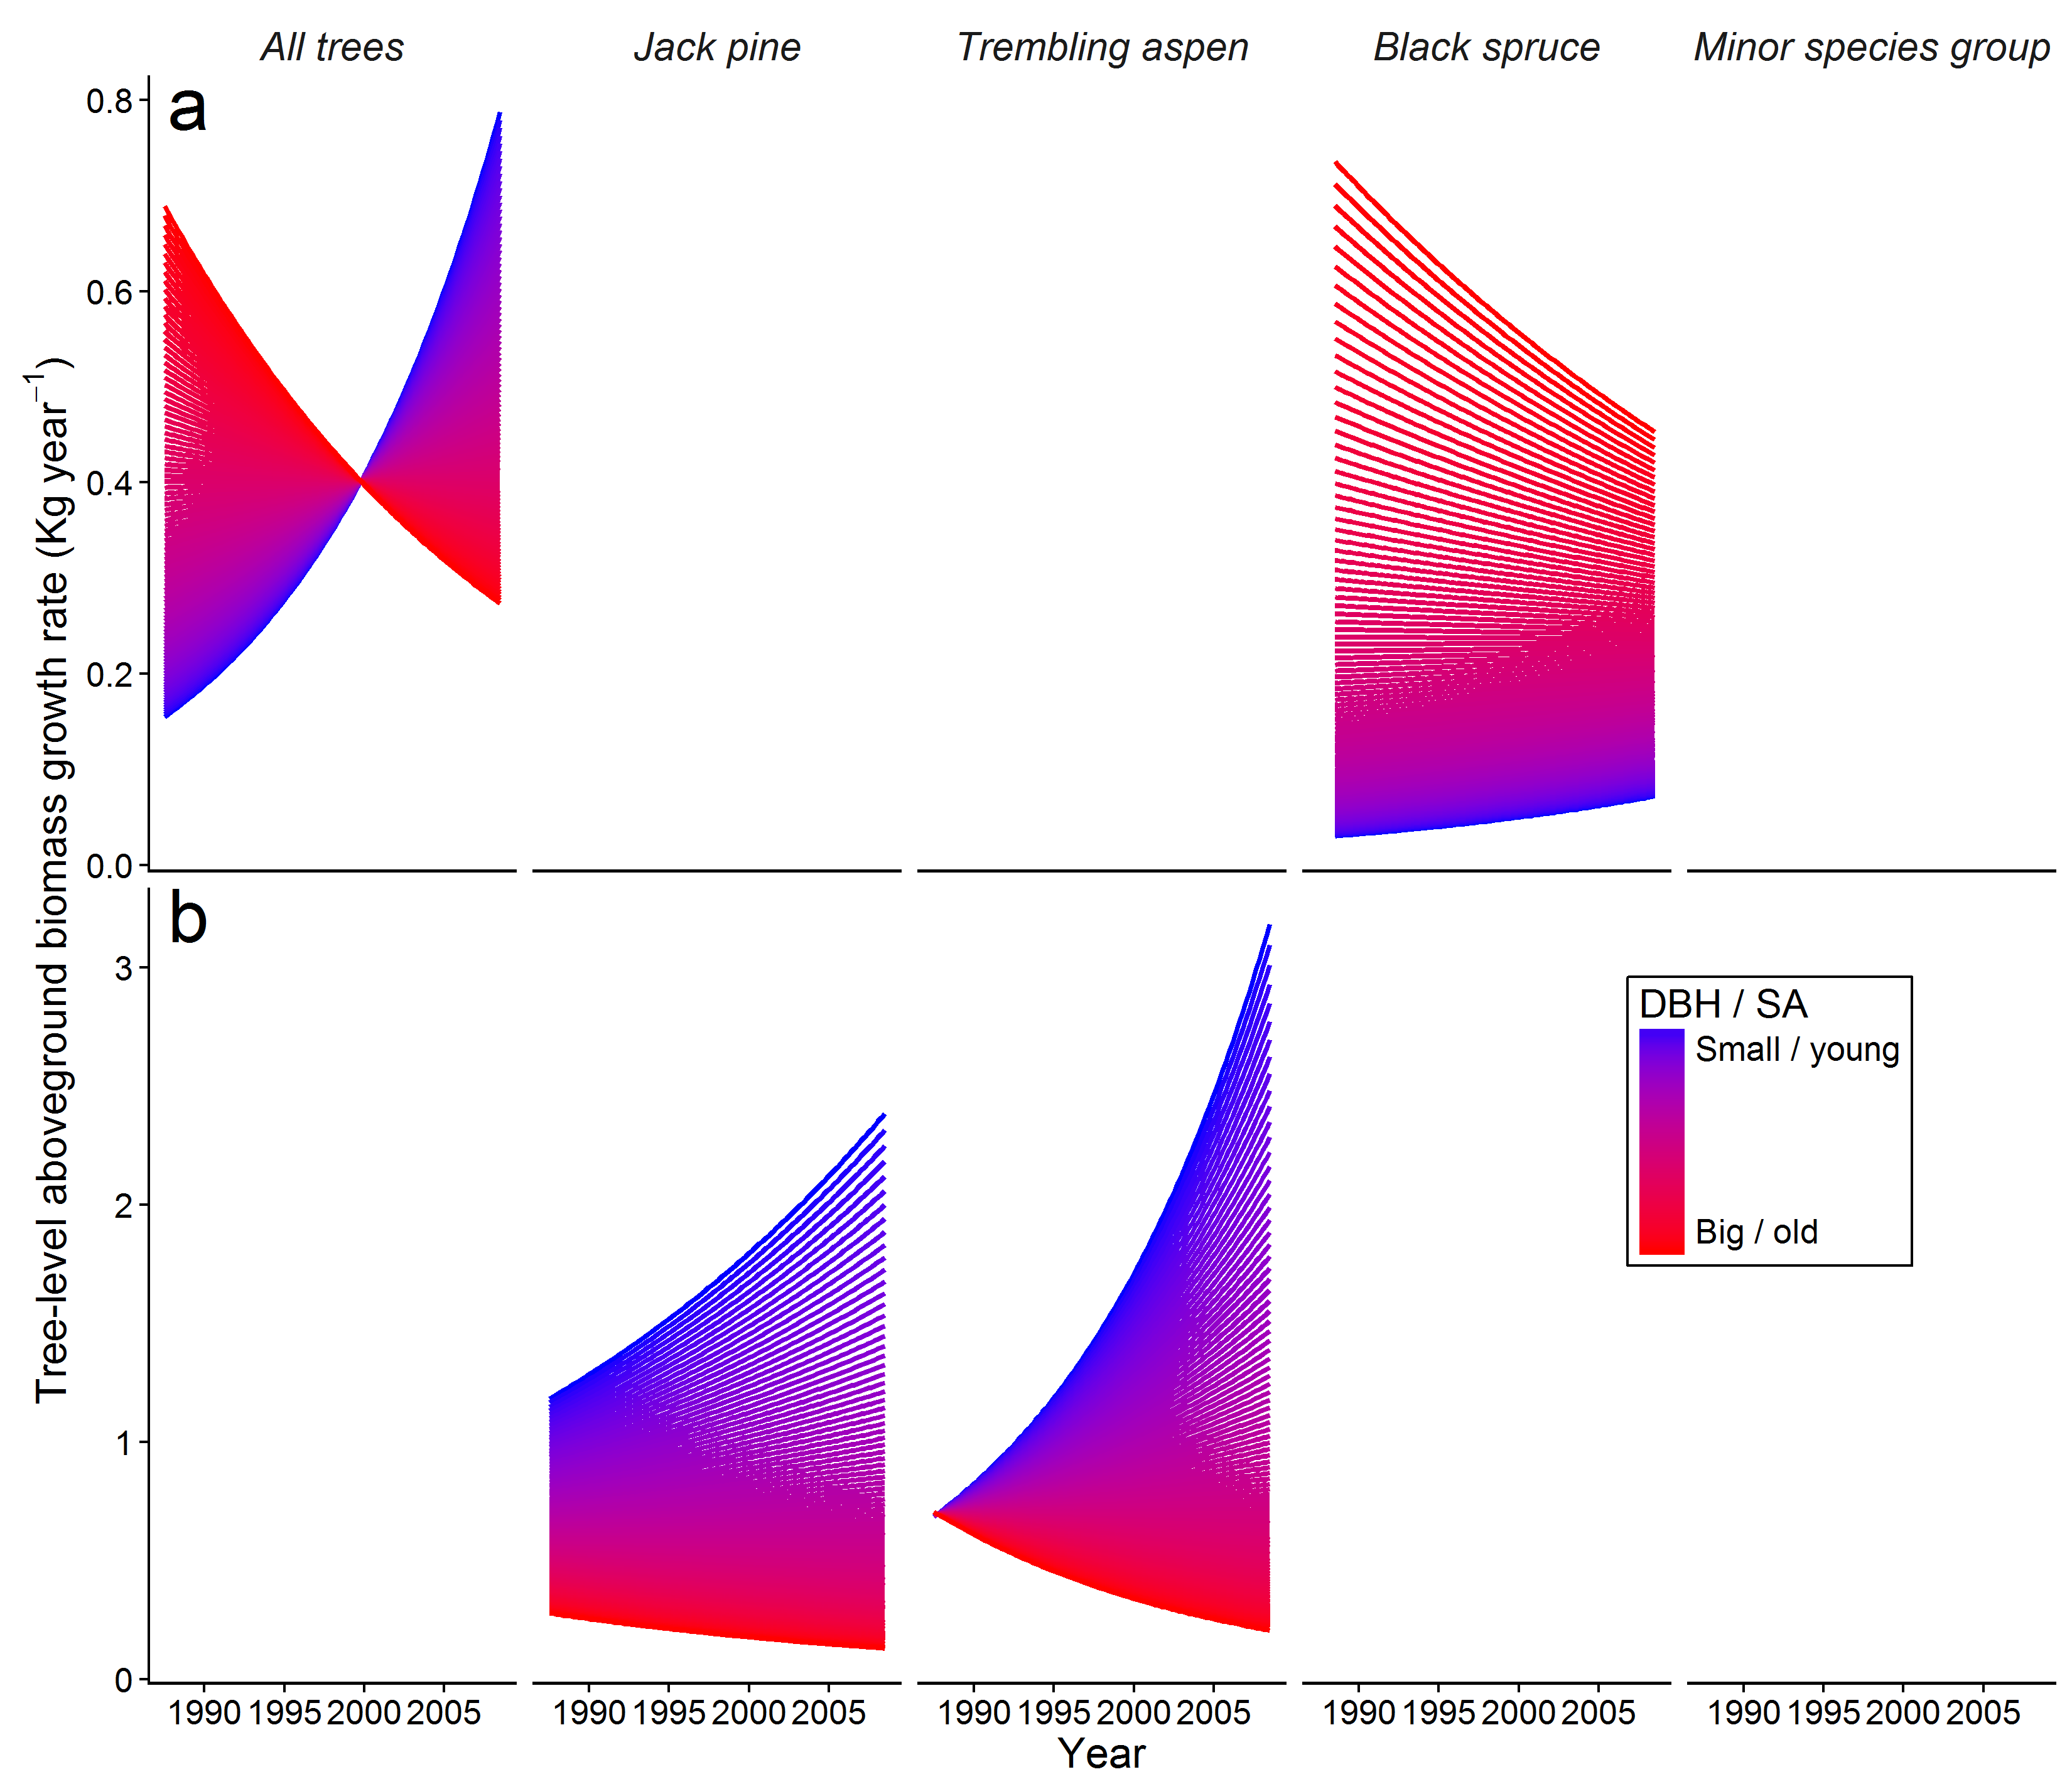 All trees
Jack pine
Trembling aspen
Black spruce
Minor species group
a
0.8
0.6
0.4
0.2
0.0
Tree-level aboveground biomass growth rate (Kg year⁻¹)
b
3
2
1
0
DBH / SA
Small / young
Big / old
1990 1995 2000 2005
1990 1995 2000 2005
1990 1995 2000 2005
1990 1995 2000 2005
1990 1995 2000 2005
Year